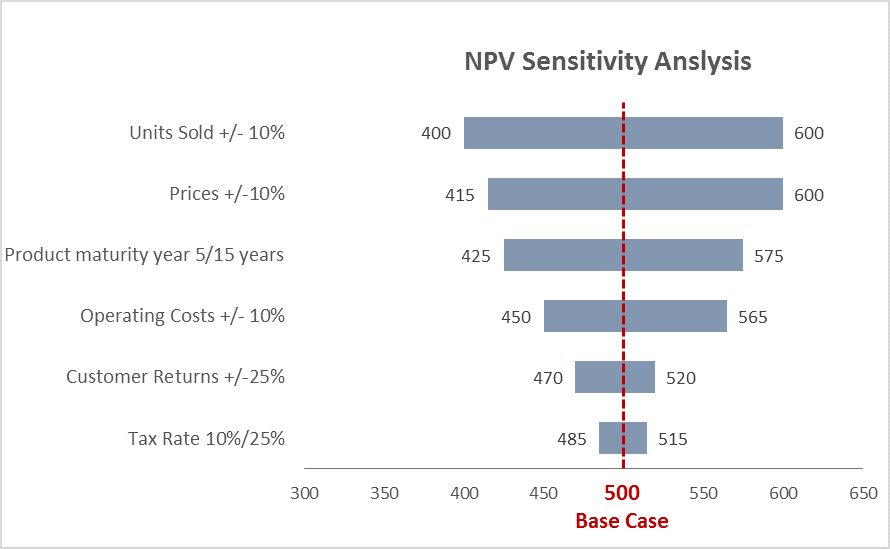 NPV Sensitivity Anslysis
Units Sold +/- 10%
400
600
Prices +/-10%
415
600
Product maturity year 5/15 years
425
575
Operating Costs +/- 10%
450
565
Customer Returns +/-25%
470
520
Tax Rate 10%/25%
485
515
300 350 400 450 500 550 600 650
Base Case